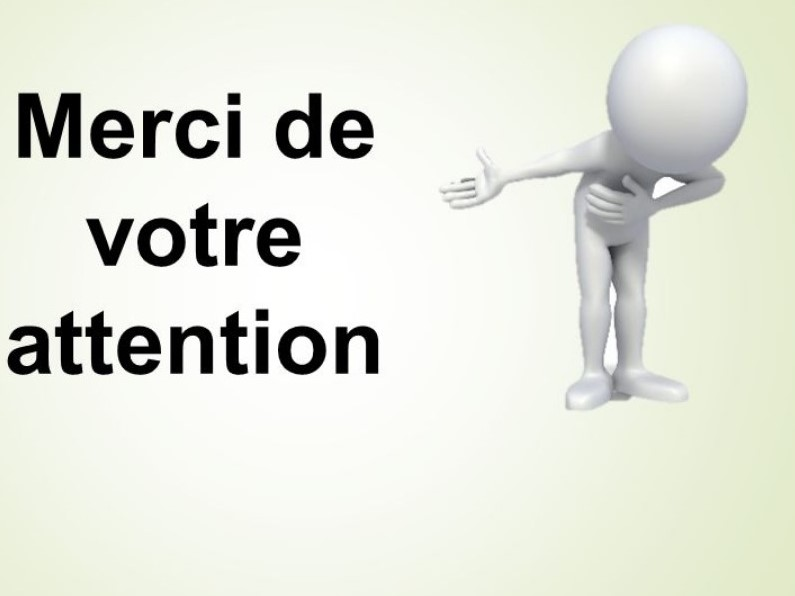 Merci de
votre
attention